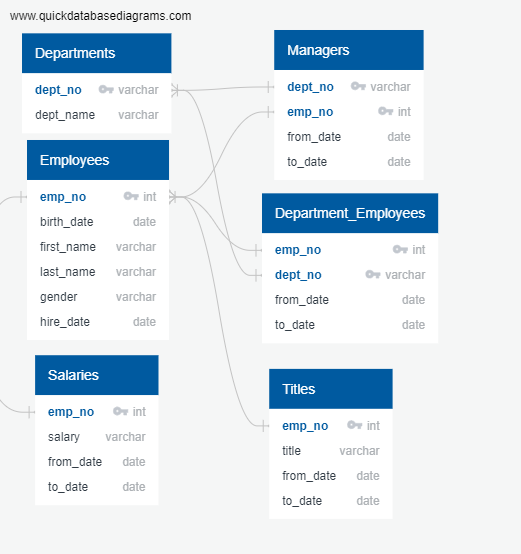 www.quickdatabasediagrams.com
Departments
dept_no varchar
dept_name varchar
Employees
emp_no int
birth_date date
first_name varchar
last_name varchar
gender varchar
hire_date date
Salaries
emp_no int
salary varchar
from_date date
to_date date
Managers
dept_no varchar
emp_no int
from_date date
to_date date
Department_Employees
emp_no int
dept_no varchar
from_date date
to_date date
Titles
emp_no int
title varchar
from_date date
to_date date